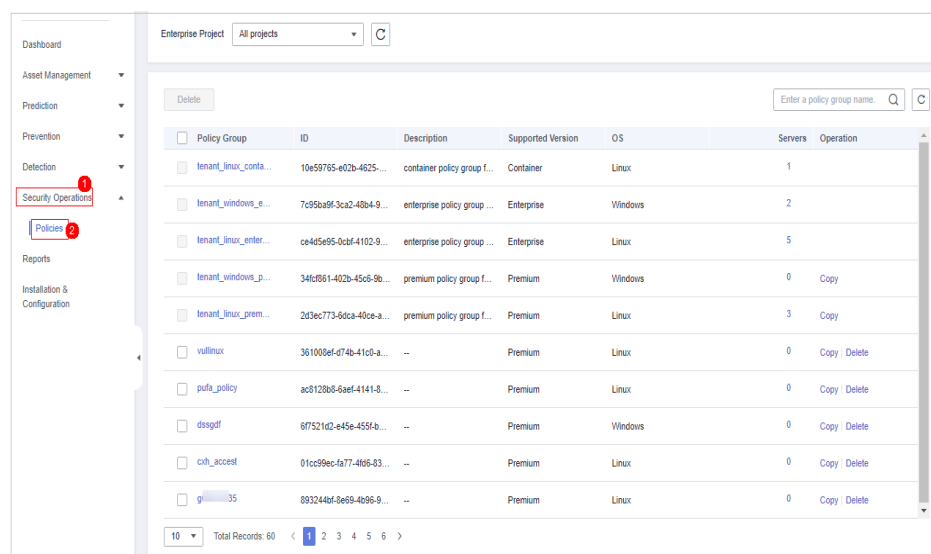 Enterprise Project All projects
Dashboard
Asset Management
Prediction
Prevention
Detection
1
Security Operations
Policies 2
Reports
Installation &
Configuration
Delete Enter a policy group name.
Policy Group ID Description Supported Version OS Servers Operation
tenant_linux_conta... 10e59765-e02b-4625-... container policy group f... Container Linux 1
tenant_windows_e... 7c95ba9f-3ca2-48b4-9... enterprise policy group ... Enterprise Windows 2
tenant_linux_enter... ce4d5e95-0cbf-4102-9... enterprise policy group ... Enterprise Linux 5
tenant_windows_p... 34fcf861-402b-45c6-9b... premium policy group f... Premium Windows 0 Copy
tenant_linux_prem... 2d3ec773-6dca-40ce-a... premium policy group f... Premium Linux 3 Copy
vullinux 361008ef-d74b-41c0-a... -- Premium Linux 0 Copy Delete
pufa_policy ac8128b8-6aef-4141-8... -- Premium Linux 0 Copy Delete
dssgdf 6f7521d2-e45e-455f-b... -- Premium Windows 0 Copy Delete
cxh_accest 01cc99ec-fa77-4fd6-83... -- Premium Linux 0 Copy Delete
35 893244bf-8e69-4b96-9... -- Premium Linux 0 Copy Delete
10 Total Records: 60 < 1 2 3 4 5 6 >